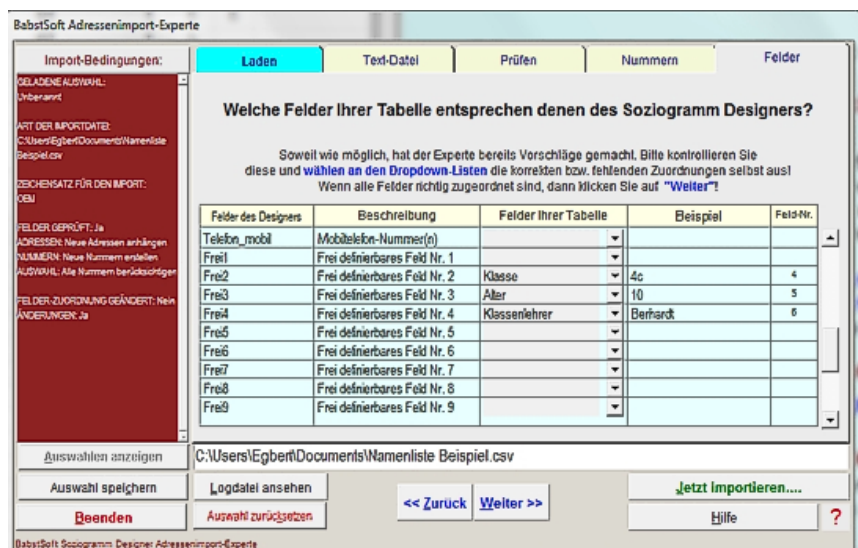 BabstSoft Adressenimport-Experte
Import-Bedingungen:
Laden
Text-Datei
Prüfen
Nummern
Felder
GELADENE AUSWAHL:
Unbenannt
ART DER IMPORTDATEI:
C:\Users\Egbert\Documents\Namenliste
Beispiel.csv
ZEICHENSATZ FÜR DEN IMPORT:
OEM
FELDER GEPRÜFT: Ja
ADRESSEN: Neue Adressen anhängen
NUMMERN: Neue Nummern erstellen
AUSWAHL: Alle Nummern berücksichtigen
FELDER-ZUORDNUNG GEÄNDERT: Nein
ÄNDERUNGEN: Ja
Welche Felder Ihrer Tabelle entsprechen denen des Soziogramm Designers?
Soweit wie möglich, hat der Experte bereits Vorschläge gemacht. Bitte kontrollieren Sie
diese und wählen an den Dropdown-Listen die korrekten bzw. fehlenden Zuordnungen selbst aus!
Wenn alle Felder richtig zugeordnet sind, dann klicken Sie auf "Weiter"!
Felder des Designers Beschreibung Felder Ihrer Tabelle Beispiel Feld-Nr.
Telefon_mobil Mobiltelefon-Nummer(n)
Frei1 Frei definierbares Feld Nr. 1
Frei2 Frei definierbares Feld Nr. 2 Klasse 4c 4
Frei3 Frei definierbares Feld Nr. 3 Alter 10 5
Frei4 Frei definierbares Feld Nr. 4 Klassenlehrer Berhardt 6
Frei5 Frei definierbares Feld Nr. 5
Frei6 Frei definierbares Feld Nr. 6
Frei7 Frei definierbares Feld Nr. 7
Frei8 Frei definierbares Feld Nr. 8
Frei9 Frei definierbares Feld Nr. 9
Auswahlen anzeigen
C:\Users\Egbert\Documents\Namenliste Beispiel.csv
Auswahl speichern
Logdatei ansehen
<< Zurück
Weiter >>
Jetzt importieren....
Beenden
Auswahl zurücksetzen
Hilfe
?
BabstSoft Soziogramm Designer Adressenimport-Experte